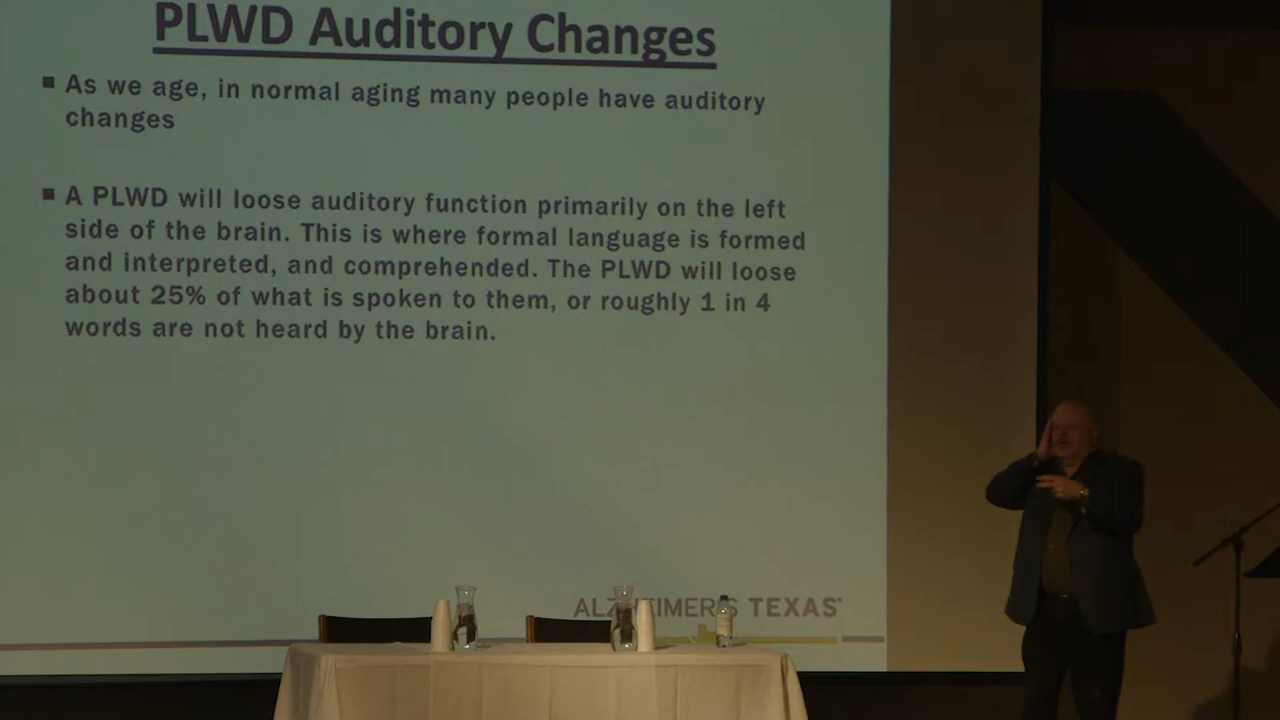 PLWD Auditory Changes
▪ As we age, in normal aging many people have auditory
changes
▪ A PLWD will loose auditory function primarily on the left
side of the brain. This is where formal language is formed
and interpreted, and comprehended. The PLWD will loose
about 25% of what is spoken to them, or roughly 1 in 4
words are not heard by the brain.
ALZHEIMER'S TEXAS